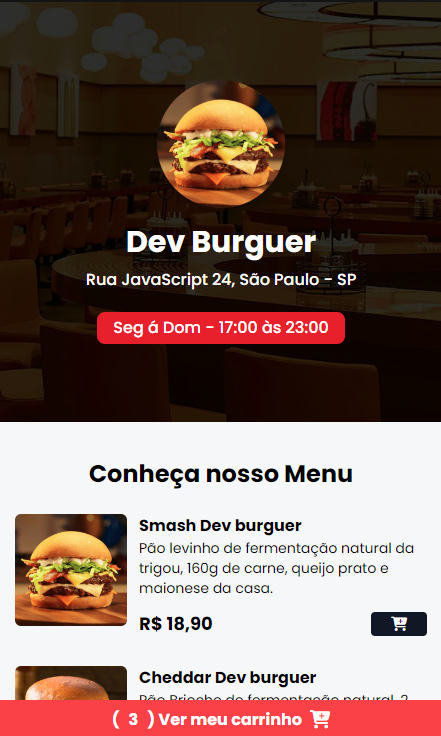 Dev Burguer
Rua JavaScript 24, São Paulo - SP
Seg á Dom - 17:00 às 23:00
Conheça nosso Menu
Smash Dev burguer
Pão levinho de fermentação natural da
trigou, 160g de carne, queijo prato e
maionese da casa.
R$ 18,90
Cheddar Dev burguer
Pão Brioche de fermentação natural, 2
( 3 ) Ver meu carrinho